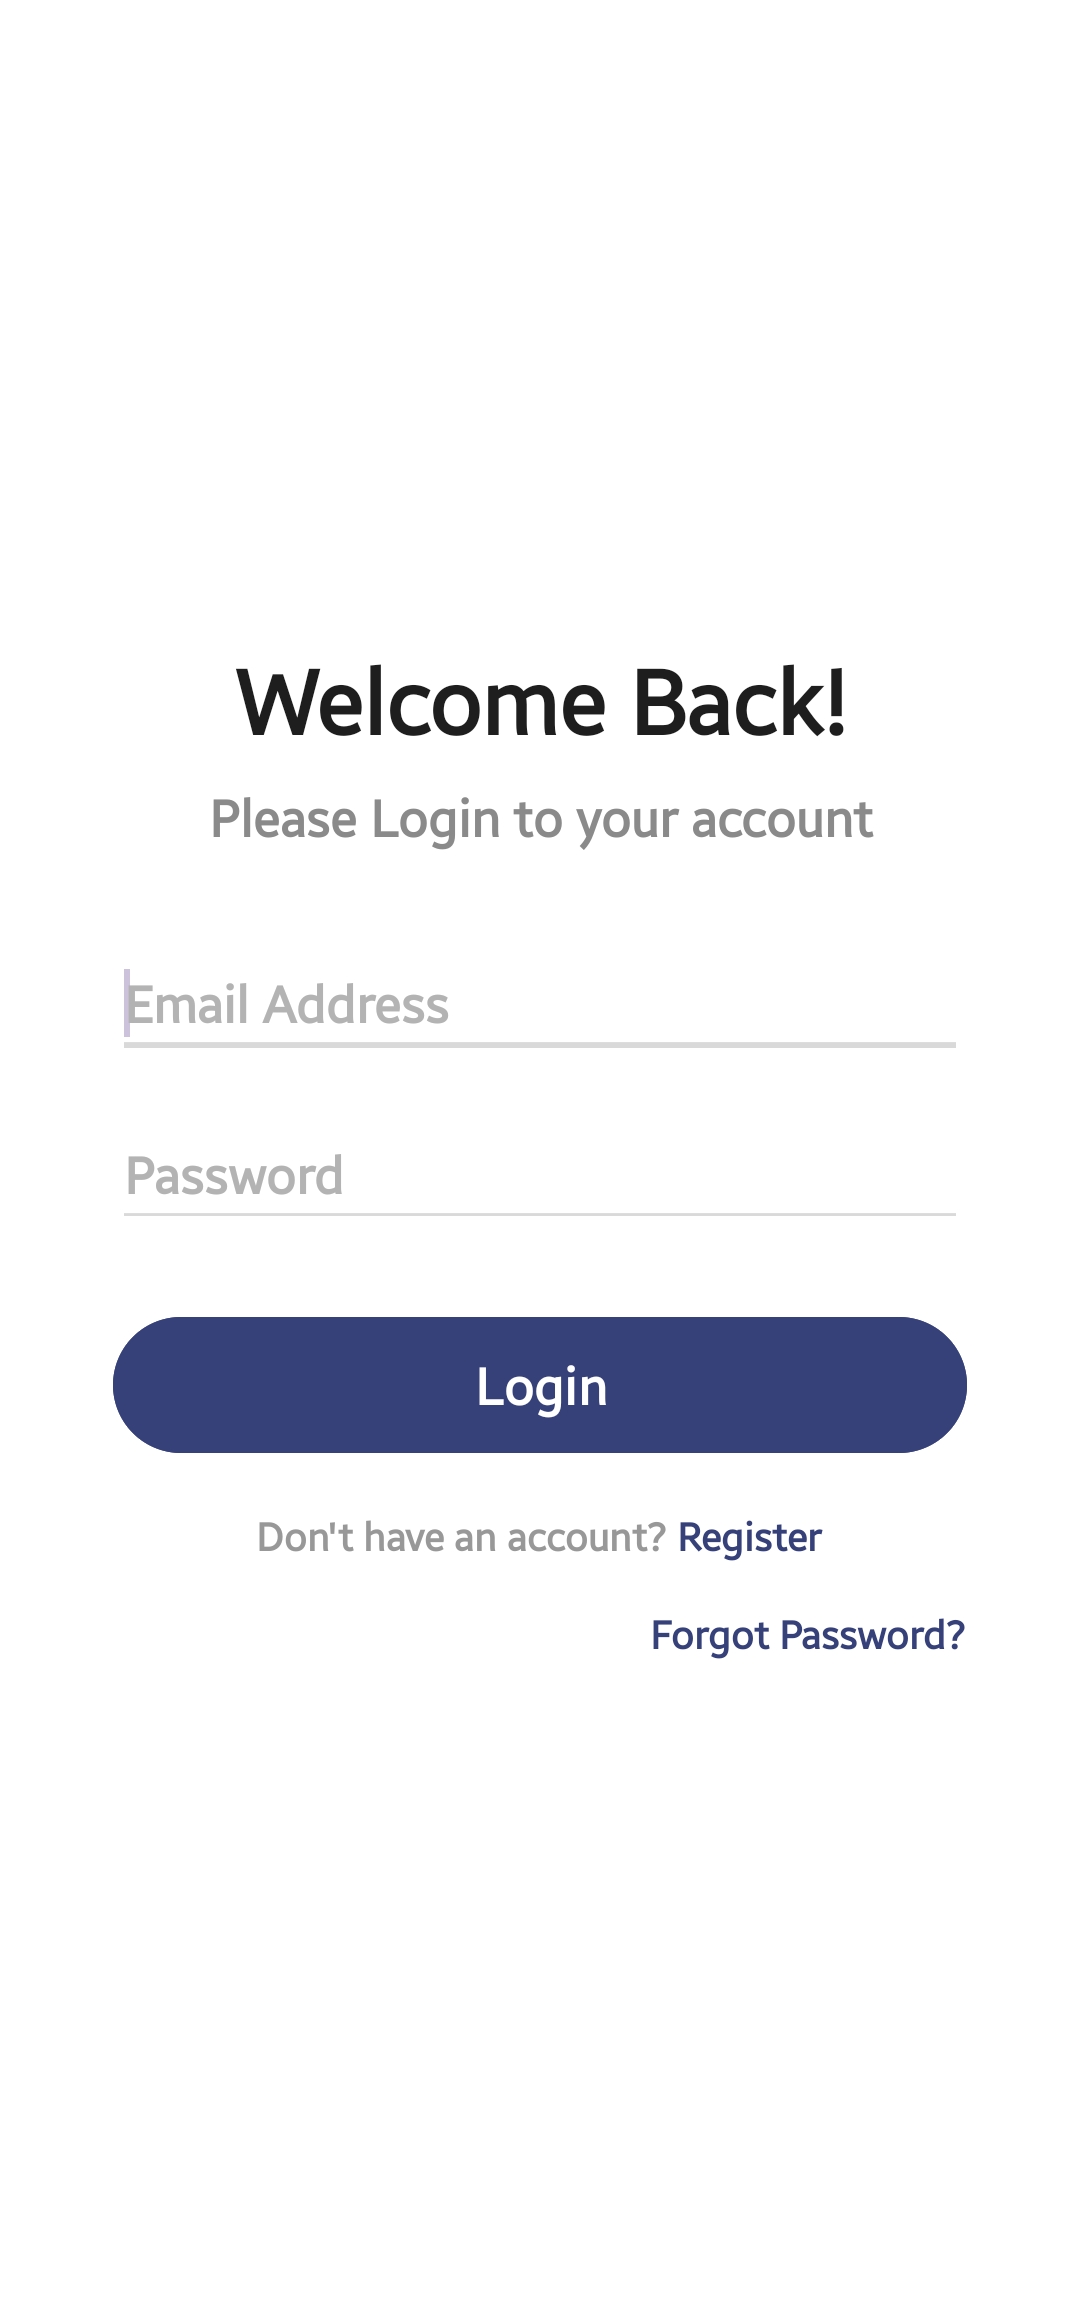 Welcome Back!
Please Login to your account
Email Address
Password
Login
Don't have an account? Register
Forgot Password?